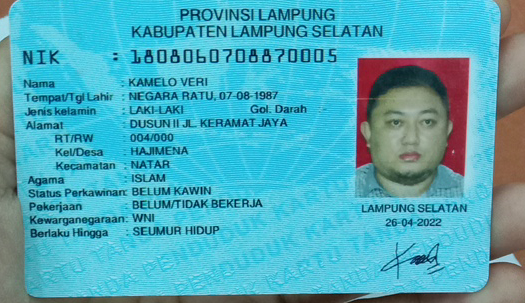 PROVINSI LAMPUNG
KABUPATEN LAMPUNG SELATAN
NIK : 1808060708870005
Nama : KAMELO VERI
Tempat/Tgl Lahir : NEGARA RATU, 07-08-1987
Jenis kelamin : LAKI-LAKI Gol. Darah : -
Alamat : DUSUN II JL. KERAMAT JAYA
RT/RW : 004/000
Kel/Desa : HAJIMENA
Kecamatan : NATAR
Agama : ISLAM
Status Perkawinan: BELUM KAWIN
Pekerjaan : BELUM/TIDAK BEKERJA
Kewarganegaraan: WNI
Berlaku Hingga : SEUMUR HIDUP
LAMPUNG SELATAN
26-04-2022